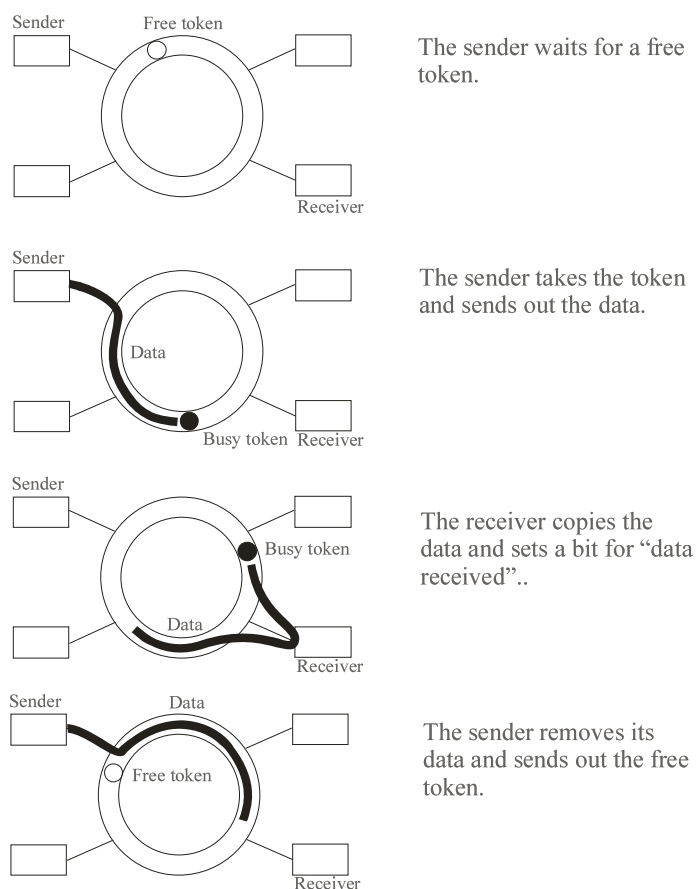 Sender
Free token
The sender waits for a free
token.
Receiver
Sender
The sender takes the token
and sends out the data.
Data
Busy token
Receiver
Sender
The receiver copies the
data and sets a bit for “data
received”..
Busy token
Data
Receiver
Sender
Data
The sender removes its
data and sends out the free
token.
Free token
Receiver